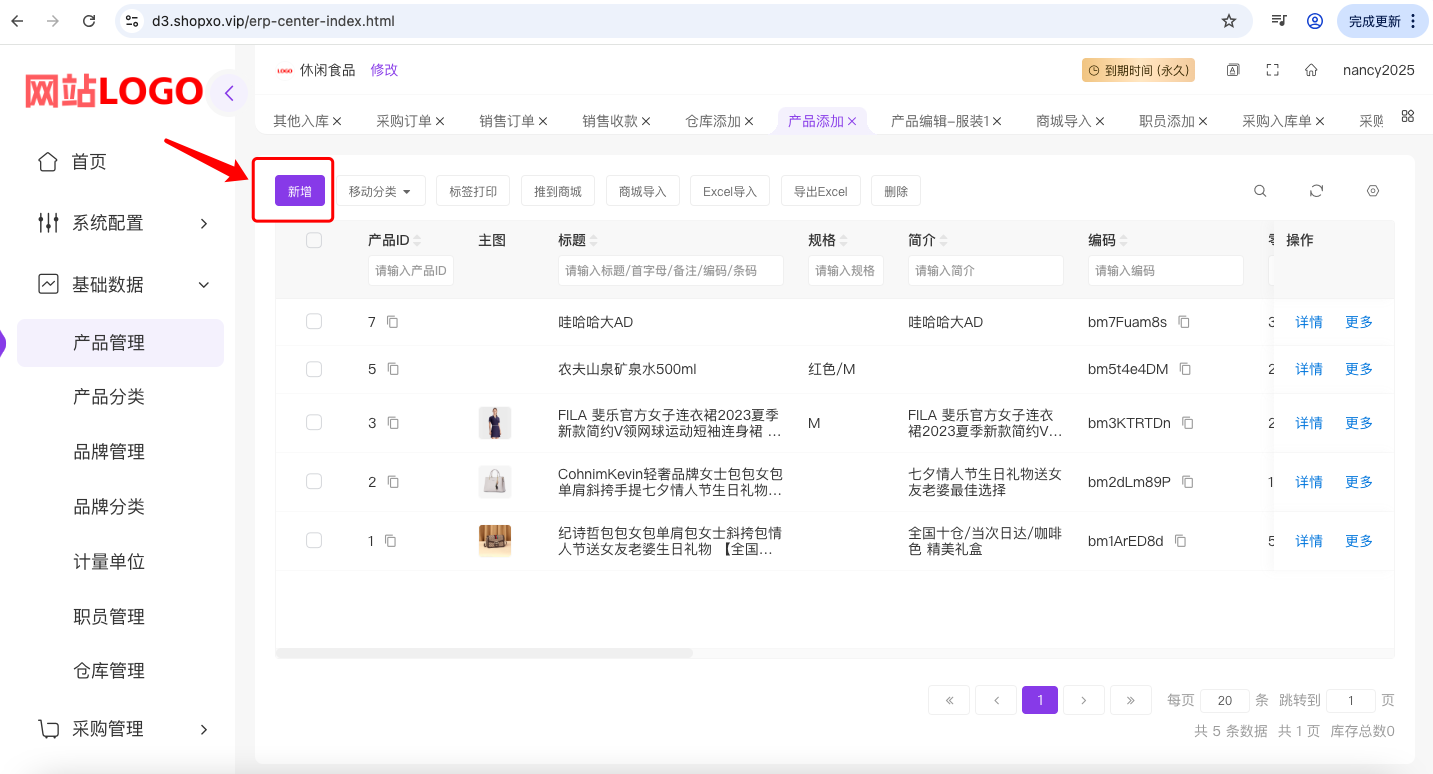 d3.shopxo.vip/erp-center-index.html
完成更新
网站LOGO
LOGO 休闲食品 修改
到期时间 (永久)
nancy2025
其他入库 采购订单 销售订单 销售收款 仓库添加 产品添加 产品编辑-服装1 商城导入 职员添加 采购入库单 采购
首页
系统配置
基础数据
产品管理
产品分类
品牌管理
品牌分类
计量单位
职员管理
仓库管理
采购管理
新增 移动分类 标签打印 推到商城 商城导入 Excel导入 导出Excel 删除
产品ID 主图 标题 规格 简介 编码 操作
请输入产品ID 请输入标题/首字母/备注/编码/条码 请输入规格 请输入简介 请输入编码
7 哇哈哈大AD 哇哈哈大AD bm7Fuam8s 3 详情 更多
5 农夫山泉矿泉水500ml 红色/M bm5t4e4DM 2 详情 更多
3 FILA 斐乐官方女子连衣裙2023夏季 M FILA 斐乐官方女子连衣 bm3KTRTDn 2 详情 更多
新款简约V领网球运动短袖连身裙 ... 裙2023夏季新款简约V...
2 CohnimKevin轻奢品牌女士包包女包 七夕情人节生日礼物送女 bm2dLm89P 1 详情 更多
单肩斜挎手提七夕情人节生日礼物... 友老婆最佳选择
1 纪诗哲包包女包单肩包女士斜挎包情 全国十仓/当次日达/咖啡 bm1ArED8d 5 详情 更多
人节送女友老婆生日礼物 【全国... 色 精美礼盒
« ‹ 1 › » 每页 20 条 跳转到 1 页
共 5 条数据 共 1 页 库存总数0